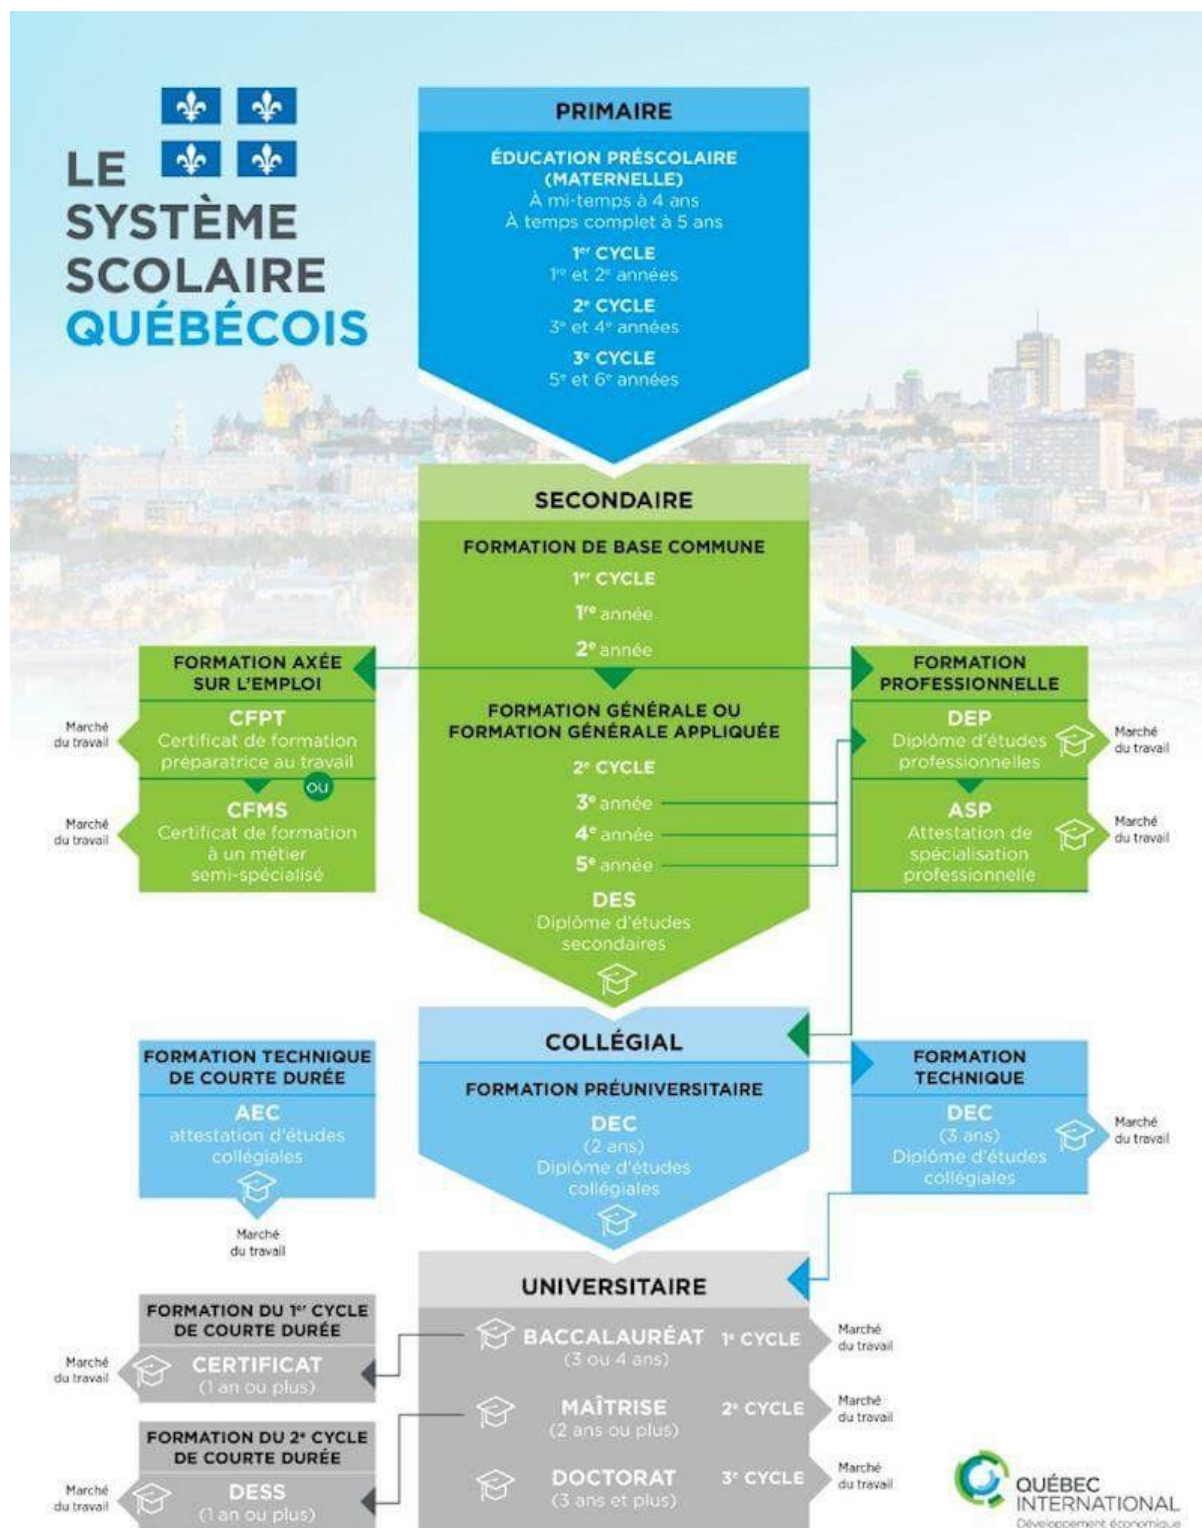 LE
SYSTÈME
SCOLAIRE
QUÉBÉCOIS
PRIMAIRE
ÉDUCATION PRÉSCOLAIRE
(MATERNELLE)
À mi-temps à 4 ans
À temps complet à 5 ans
1er CYCLE
1re et 2e années
2e CYCLE
3e et 4e années
3e CYCLE
5e et 6e années
SECONDAIRE
FORMATION DE BASE COMMUNE
1er CYCLE
1re année
2e année
FORMATION GÉNÉRALE OU
FORMATION GÉNÉRALE APPLIQUÉE
2e CYCLE
3e année
4e année
5e année
DES
Diplôme d'études
secondaires
FORMATION AXÉE
SUR L'EMPLOI
CFPT
Certificat de formation
préparatrice au travail
Marché
du travail
ou
CFMS
Certificat de formation
à un métier
semi-spécialisé
Marché
du travail
FORMATION
PROFESSIONNELLE
DEP
Diplôme d'études
professionnelles
Marché
du travail
ASP
Attestation de
spécialisation
professionnelle
Marché
du travail
COLLÉGIAL
FORMATION PRÉUNIVERSITAIRE
DEC
(2 ans)
Diplôme d'études
collégiales
FORMATION TECHNIQUE
DE COURTE DURÉE
AEC
attestation d'études
collégiales
Marché
du travail
FORMATION
TECHNIQUE
DEC
(3 ans)
Diplôme d'études
collégiales
Marché
du travail
UNIVERSITAIRE
BACCALAURÉAT 1e CYCLE
(3 ou 4 ans)
Marché
du travail
MAÎTRISE 2e CYCLE
(2 ans ou plus)
Marché
du travail
DOCTORAT 3e CYCLE
(3 ans et plus)
Marché
du travail
FORMATION DU 1er CYCLE
DE COURTE DURÉE
CERTIFICAT
(1 an ou plus)
Marché
du travail
FORMATION DU 2e CYCLE
DE COURTE DURÉE
DESS
(1 an ou plus)
Marché
du travail
QUÉBEC
INTERNATIONAL
Développement économique